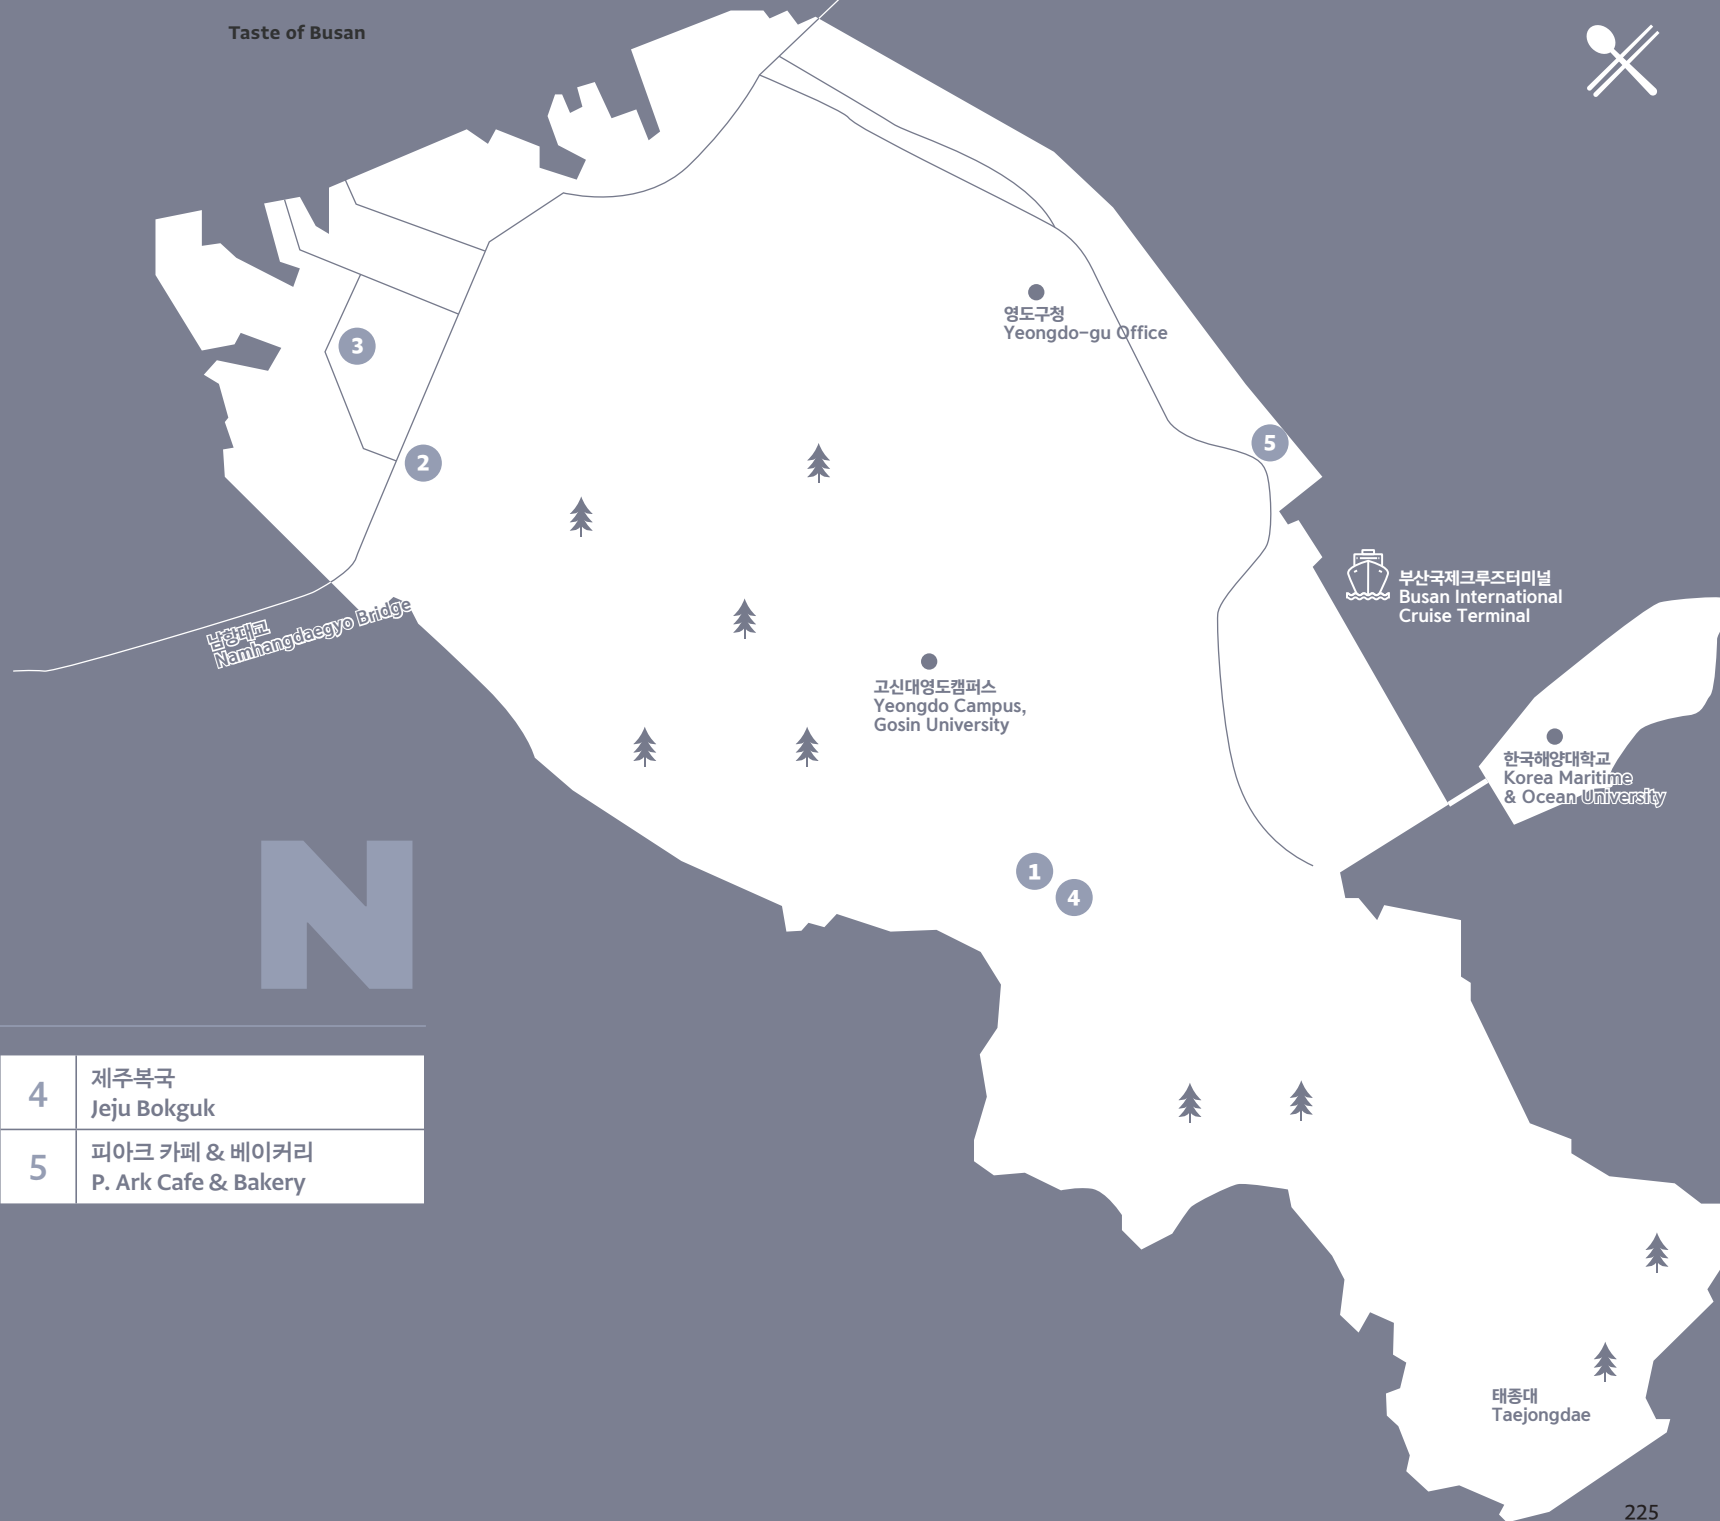 Taste of Busan
영도구청
Yeongdo-gu Office
3
5
2
부산국제크루즈터미널
Busan International
Cruise Terminal
남항대교
Namhangdaegyo Bridge
고신대영도캠퍼스
Yeongdo Campus,
Gosin University
한국해양대학교
Korea Maritime
& Ocean University
1
4
N
4
제주복국
Jeju Bokguk
5
피아크 카페 & 베이커리
P. Ark Cafe & Bakery
태종대
Taejongdae
225